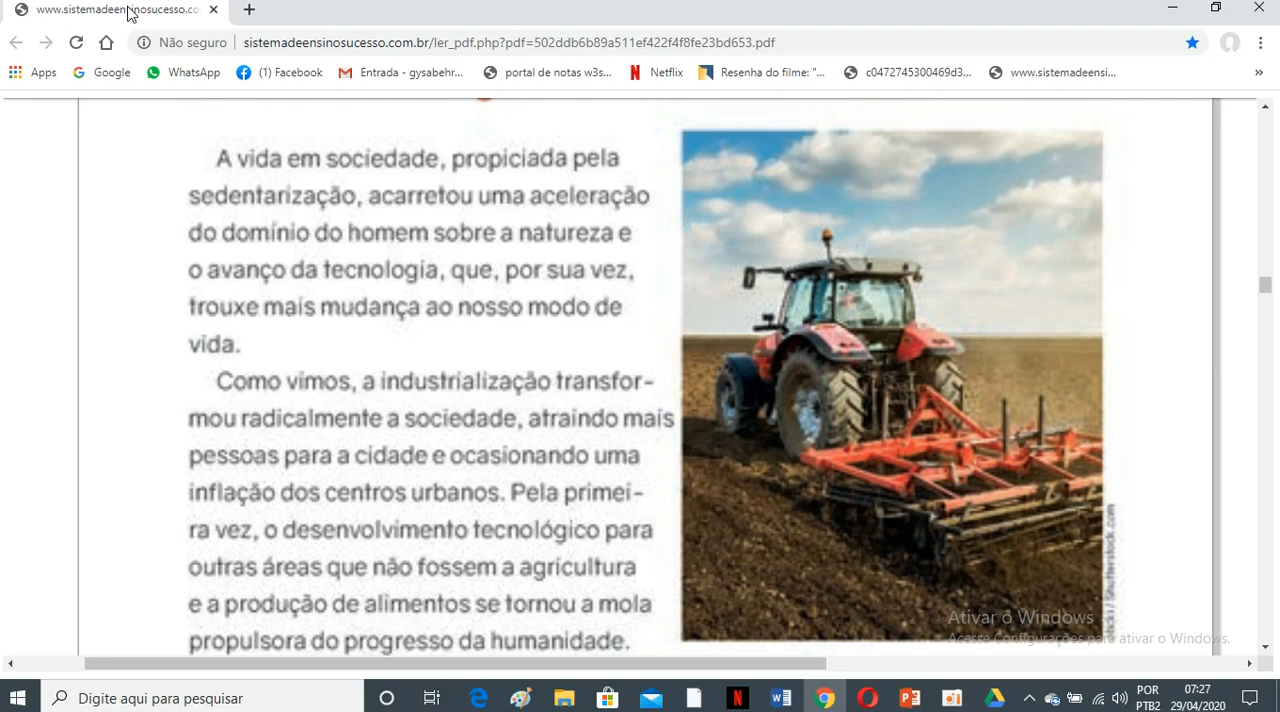 www.sistemadeensinosucesso.co
Não seguro
sistemadeensinosucesso.com.br/ler_pdf.php?pdf=502ddb6b89a511ef422f4f8fe23bd653.pdf
Apps
Google
WhatsApp
(1) Facebook
Entrada - gysabehr...
portal de notas w3s...
Netflix
Resenha do filme: "...
c0472745300469d3...
www.sistemadeensi...
»
A vida em sociedade, propiciada pela
sedentarização, acarretou uma aceleração
do domínio do homem sobre a natureza e
o avanço da tecnologia, que, por sua vez,
trouxe mais mudança ao nosso modo de
vida.
Como vimos, a industrialização transfor-
mou radicalmente a sociedade, atraindo mais
pessoas para a cidade e ocasionando uma
inflação dos centros urbanos. Pela primei-
ra vez, o desenvolvimento tecnológico para
outras áreas que não fossem a agricultura
e a produção de alimentos se tornou a mola
propulsora do progresso da humanidade.
/ Shutterstock.com
Ativar o Windows
Acesse Configurações para ativar o Windows.
Digite aqui para pesquisar
POR
PTB2
07:27
29/04/2020